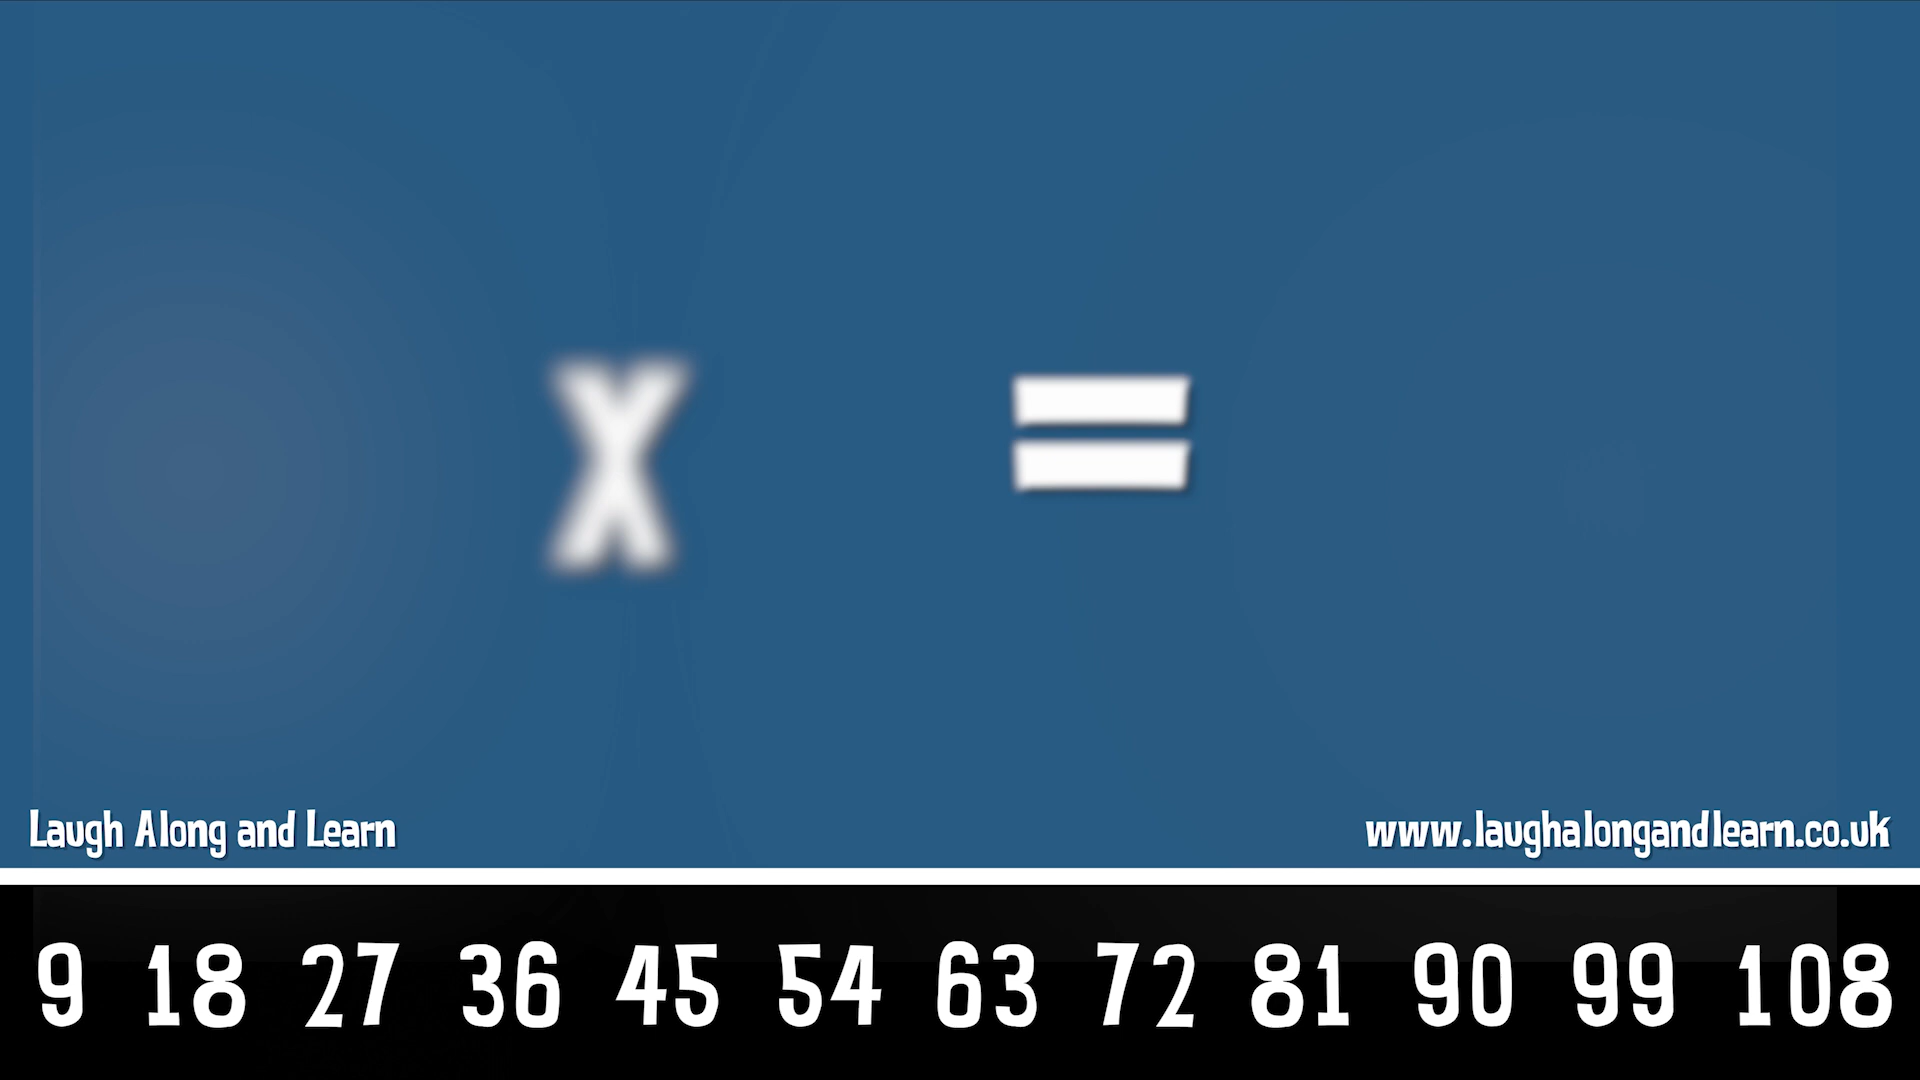 x =
Laugh Along and Learn
www.laughalongandlearn.co.uk
9 18 27 36 45 54 63 72 81 90 99 108